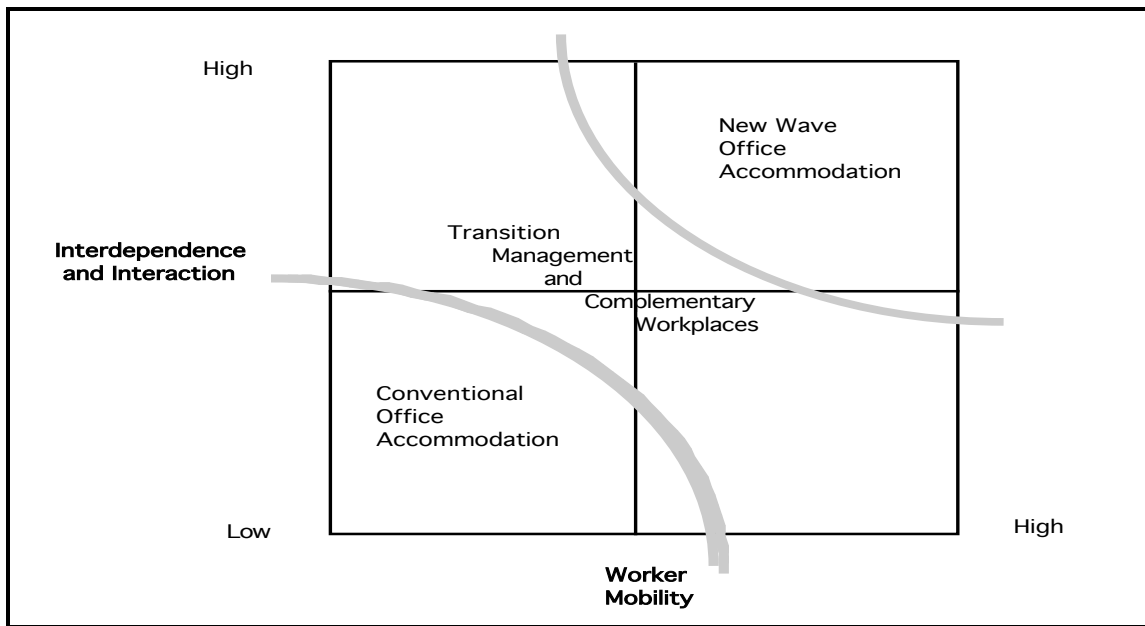 High
New Wave
Office
Accommodation
Transition
Management
and
Complementary
Workplaces
Interdependence
and Interaction
Conventional
Office
Accommodation
Low
High
Worker
Mobility